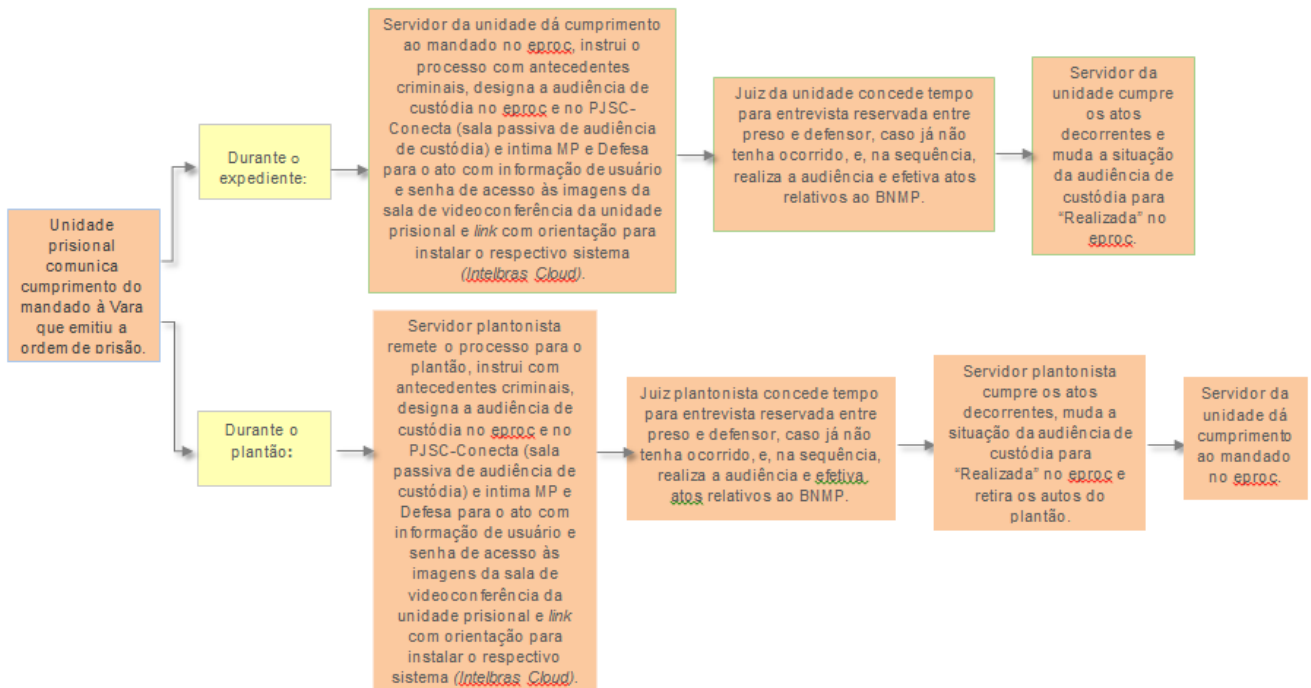 Unidade
prisional
comunica
cumprimento do
mandado à Vara
que emitiu a
ordem de prisão.
Durante o
expediente:
Servidor da unidade dá cumprimento
ao mandado no eproc, instrui o
processo com antecedentes
criminais, designa a audiência de
custódia no eproc e no PJSC-
Conecta (sala passiva de audiência
de custódia) e intima MP e Defesa
para o ato com informação de usuário
e senha de acesso às imagens da
sala de videoconferência da unidade
prisional e link com orientação para
instalar o respectivo sistema
(Intelbras Cloud).
Juiz da unidade concede tempo
para entrevista reservada entre
preso e defensor, caso já não
tenha ocorrido, e, na sequência,
realiza a audiência e efetiva atos
relativos ao BNMP.
Servidor da
unidade cumpre
os atos
decorrentes e
muda a situação
da audiência de
custódia para
“Realizada” no
eproc.
Durante o
plantão:
Servidor plantonista
remete o processo para o
plantão, instrui com
antecedentes criminais,
designa a audiência de
custódia no eproc e no
PJSC-Conecta (sala
passiva de audiência de
custódia) e intima MP e
Defesa para o ato com
informação de usuário e
senha de acesso às
imagens da sala de
videoconferência da
unidade prisional e link
com orientação para
instalar o respectivo
sistema (Intelbras Cloud).
Juiz plantonista concede tempo
para entrevista reservada entre
preso e defensor, caso já não
tenha ocorrido, e, na sequência,
realiza a audiência e efetiva
atos relativos ao BNMP.
Servidor plantonista
cumpre os atos
decorrentes, muda a
situação da audiência de
custódia para
“Realizada” no eproc e
retira os autos do
plantão.
Servidor da
unidade dá
cumprimento
ao mandado
no eproc.